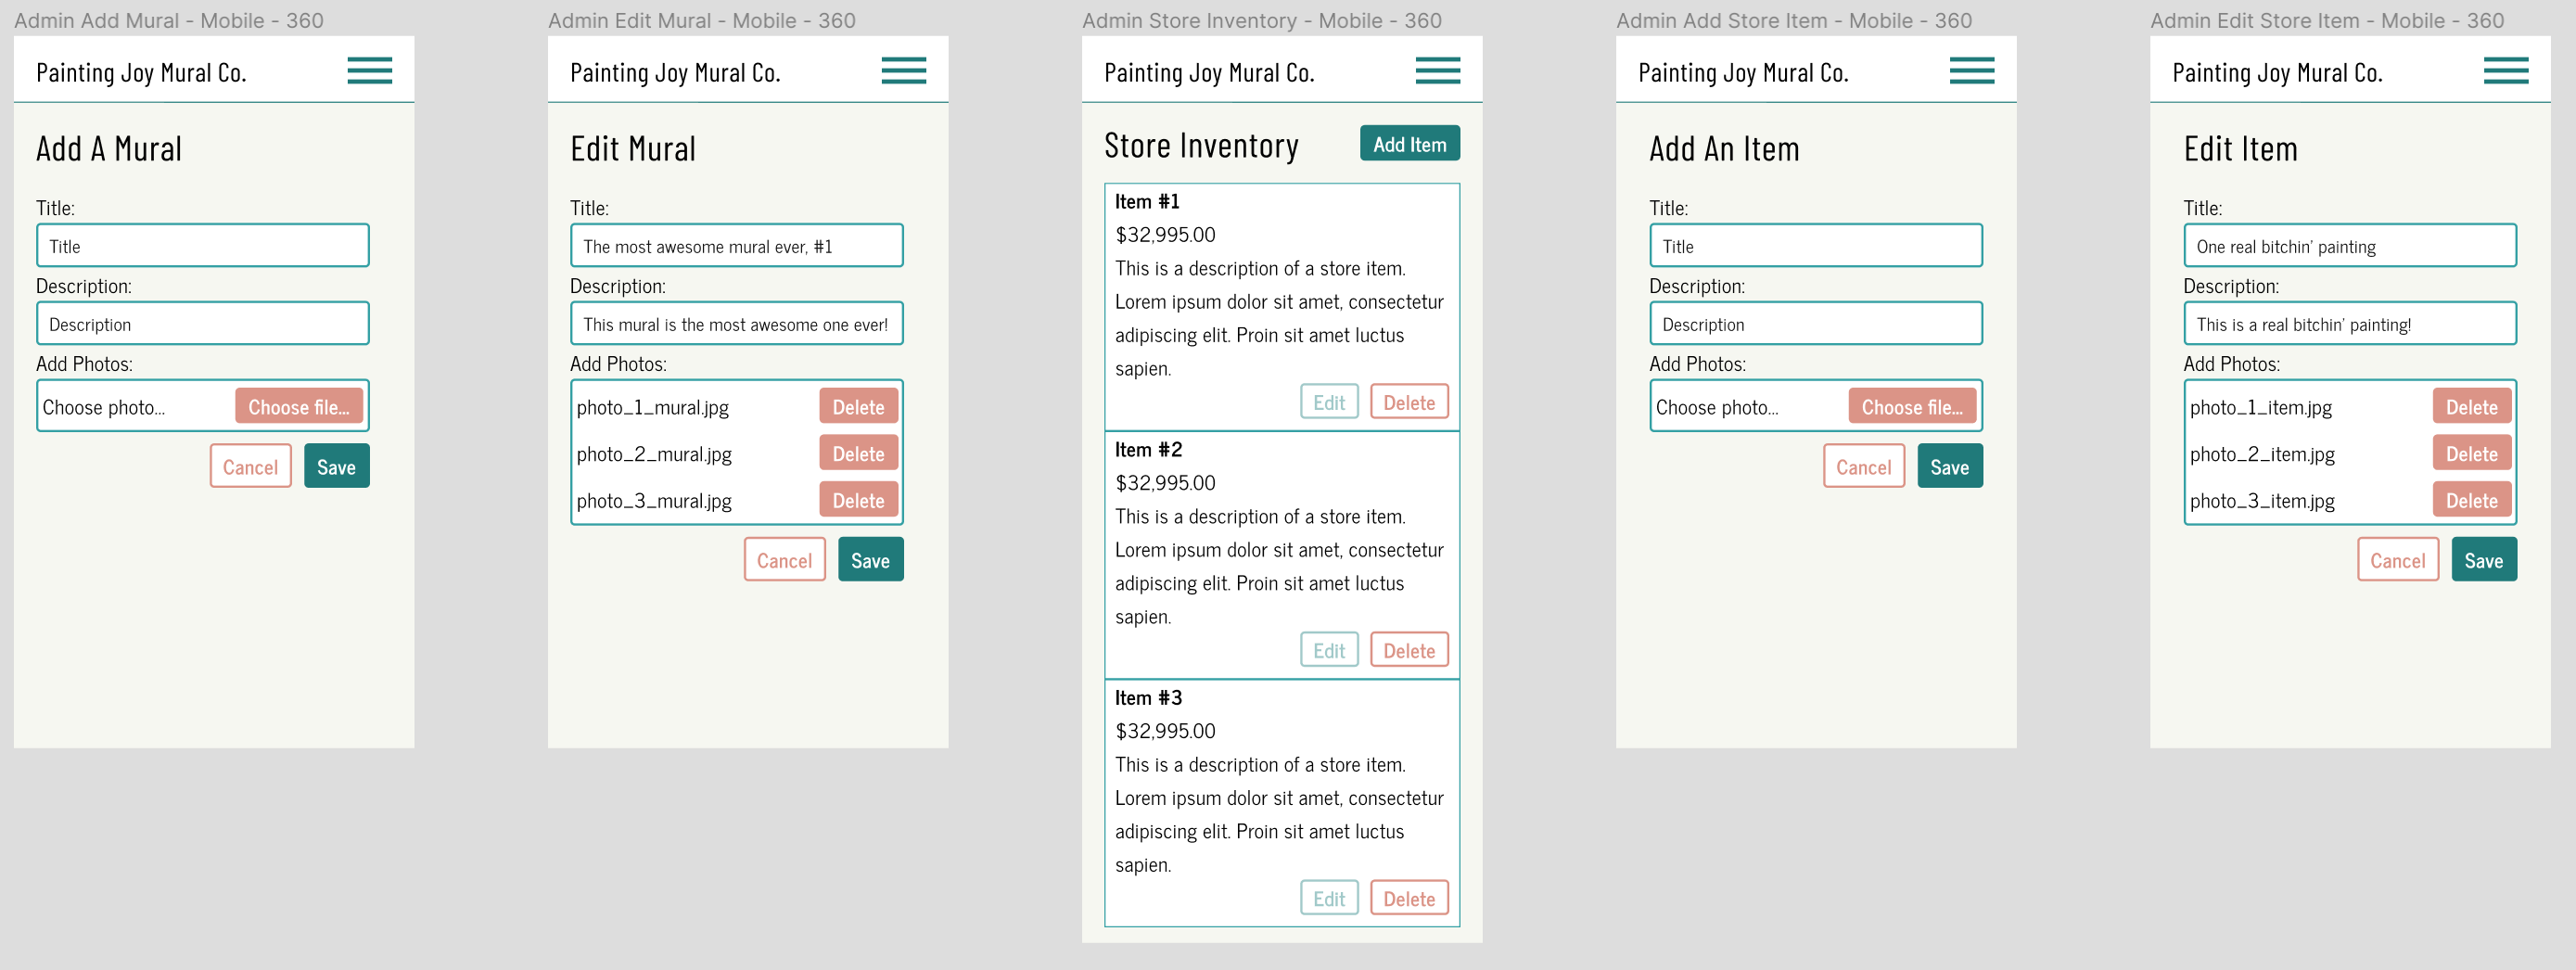 Admin Add Mural - Mobile - 360
Painting Joy Mural Co.
Add A Mural
Title:
Title
Description:
Description
Add Photos:
Choose photo...
Choose file...
Cancel
Save
Admin Edit Mural - Mobile - 360
Painting Joy Mural Co.
Edit Mural
Title:
The most awesome mural ever, #1
Description:
This mural is the most awesome one ever!
Add Photos:
photo_1_mural.jpg
Delete
photo_2_mural.jpg
Delete
photo_3_mural.jpg
Delete
Cancel
Save
Admin Store Inventory - Mobile - 360
Painting Joy Mural Co.
Store Inventory
Add Item
Item #1
$32,995.00
This is a description of a store item.
Lorem ipsum dolor sit amet, consectetur
adipiscing elit. Proin sit amet luctus
sapien.
Edit
Delete
Item #2
$32,995.00
This is a description of a store item.
Lorem ipsum dolor sit amet, consectetur
adipiscing elit. Proin sit amet luctus
sapien.
Edit
Delete
Item #3
$32,995.00
This is a description of a store item.
Lorem ipsum dolor sit amet, consectetur
adipiscing elit. Proin sit amet luctus
sapien.
Edit
Delete
Admin Add Store Item - Mobile - 360
Painting Joy Mural Co.
Add An Item
Title:
Title
Description:
Description
Add Photos:
Choose photo...
Choose file...
Cancel
Save
Admin Edit Store Item - Mobile - 360
Painting Joy Mural Co.
Edit Item
Title:
One real bitchin' painting
Description:
This is a real bitchin' painting!
Add Photos:
photo_1_item.jpg
Delete
photo_2_item.jpg
Delete
photo_3_item.jpg
Delete
Cancel
Save